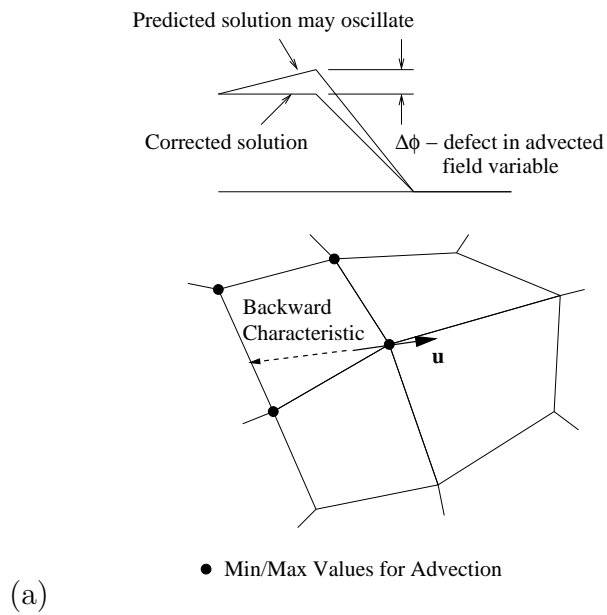 Predicted solution may oscillate
Corrected solution
Δϕ – defect in advected
field variable
Backward
Characteristic
u
Min/Max Values for Advection
(a)